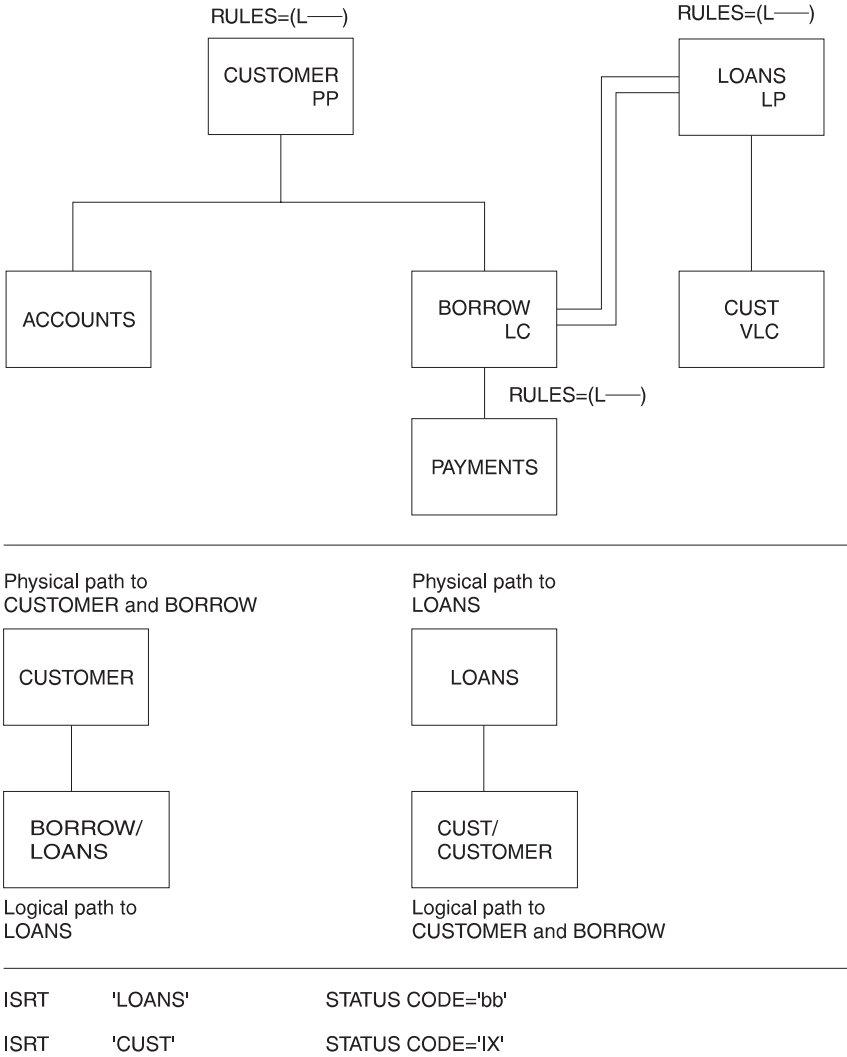 RULES=(L——)
RULES=(L——)
CUSTOMER
PP
LOANS
LP
ACCOUNTS
BORROW
LC
CUST
VLC
RULES=(L——)
PAYMENTS
Physical path to
CUSTOMER and BORROW
Physical path to
LOANS
CUSTOMER
LOANS
BORROW/
LOANS
CUST/
CUSTOMER
Logical path to
LOANS
Logical path to
CUSTOMER and BORROW
ISRT 'LOANS' STATUS CODE='bb'
ISRT 'CUST' STATUS CODE='IX'